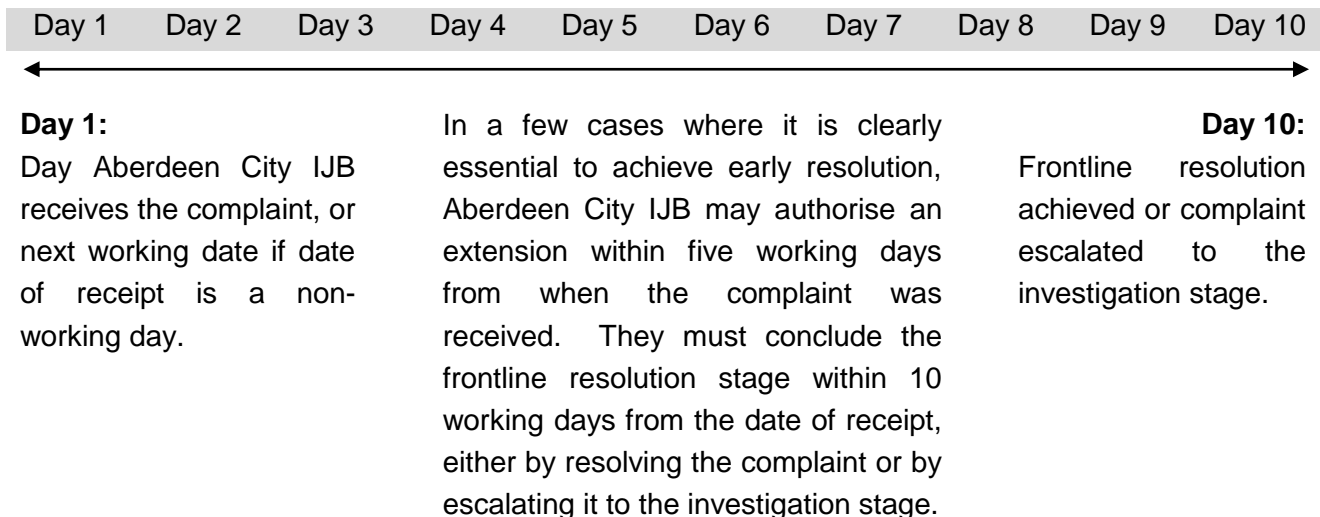 Day 1 Day 2 Day 3 Day 4 Day 5 Day 6 Day 7 Day 8 Day 9 Day 10
Day 1:
Day Aberdeen City IJB
receives the complaint, or
next working date if date
of receipt is a non-
working day.
In a few cases where it is clearly
essential to achieve early resolution,
Aberdeen City IJB may authorise an
extension within five working days
from when the complaint was
received. They must conclude the
frontline resolution stage within 10
working days from the date of receipt,
either by resolving the complaint or by
escalating it to the investigation stage.
Day 10:
Frontline resolution
achieved or complaint
escalated to the
investigation stage.